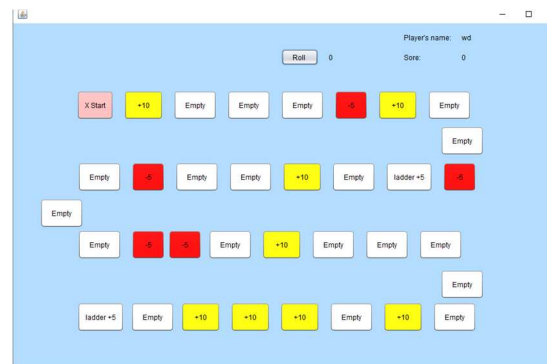 Player's name: wd
Roll 0 Sore: 0
X Start +10 Empty Empty Empty -5 +10 Empty
Empty
Empty -5 Empty Empty +10 Empty ladder +5 -5
Empty
Empty -5 -5 Empty +10 Empty Empty Empty
Empty
ladder +5 Empty +10 +10 +10 Empty +10 Empty